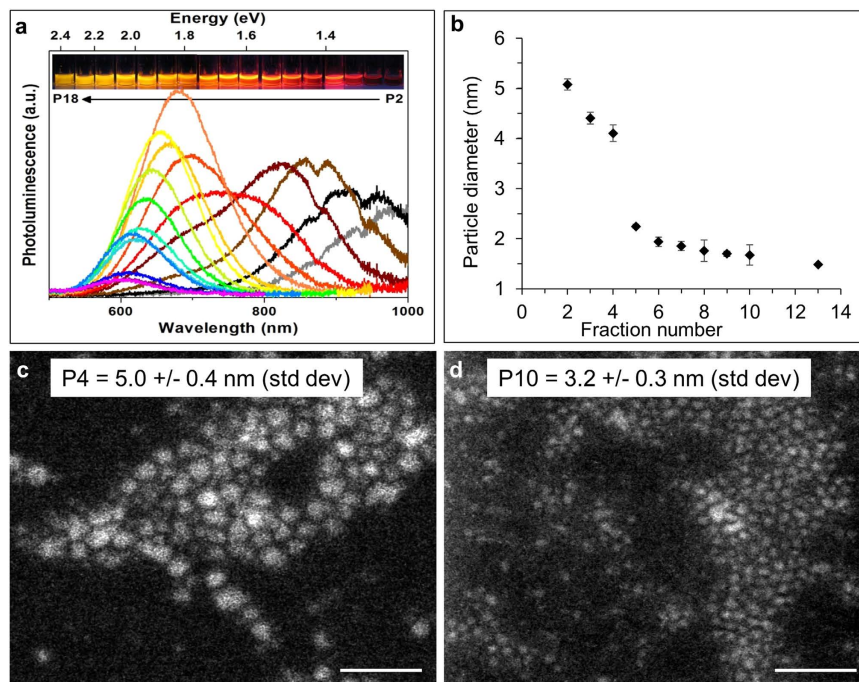 a
Energy (eV)
2.4 2.2 2.0 1.8 1.6 1.4
P18 P2
Photoluminescence (a.u.)
600 800 1000
Wavelength (nm)
b
6
5
4
3
2
1
Particle diameter (nm)
0 2 4 6 8 10 12 14
Fraction number
c
P4 = 5.0 +/- 0.4 nm (std dev)
d
P10 = 3.2 +/- 0.3 nm (std dev)